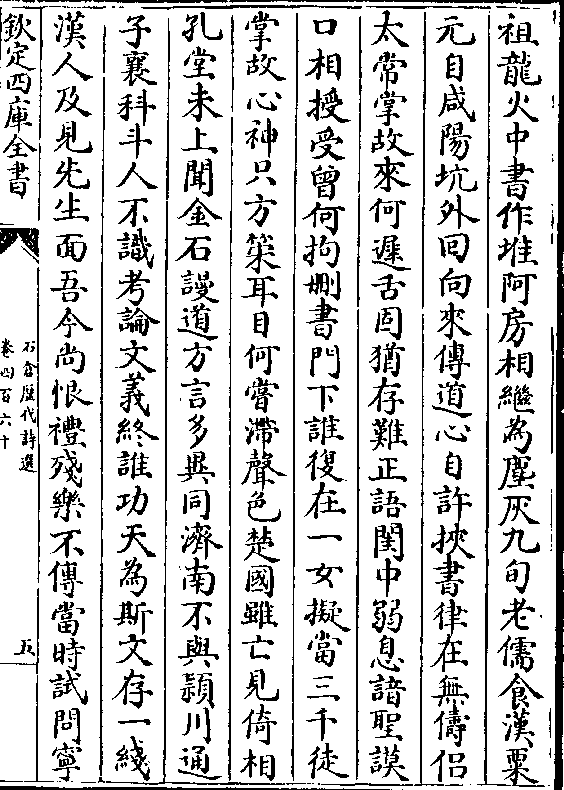 祖龍火中書作堆阿房相繼為塵灰九旬老儒食漢粟
元自咸陽坑外回向來傳道心自許挾書律在無儔侣
太常掌故來何遲舌固猶存難正語閨中弱息諳聖謨
口相授受曾何拘刪書門下誰復在一女擬當三千徒
掌故心神只方築耳目何嘗滯聲色楚國雖亡見倚相
孔堂未上聞金石謾道方言多異同濟南不與頴川通
子襄科斗人不識考論文義終誰功天為斯文存一綫
漢人及見先生面吾今尚恨禮殘樂不傳當時試問寧
欽定四庫全書
石倉歷代詩選
卷四百六十
五